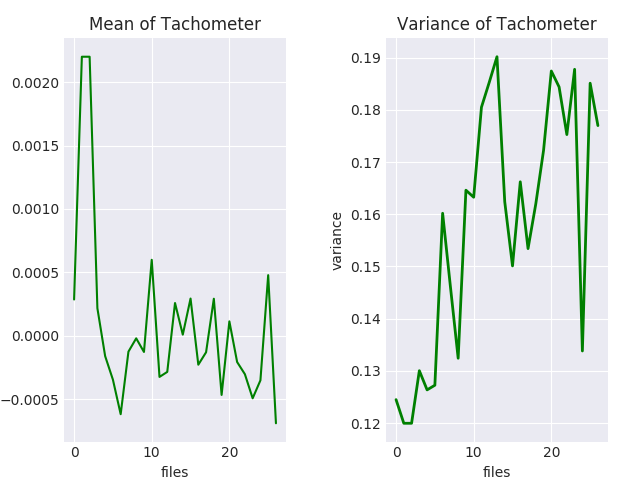 Mean of Tachometer
0.0020
0.0015
0.0010
0.0005
0.0000
−0.0005
0 10 20
files
Variance of Tachometer
variance
0.19
0.18
0.17
0.16
0.15
0.14
0.13
0.12
0 10 20
files